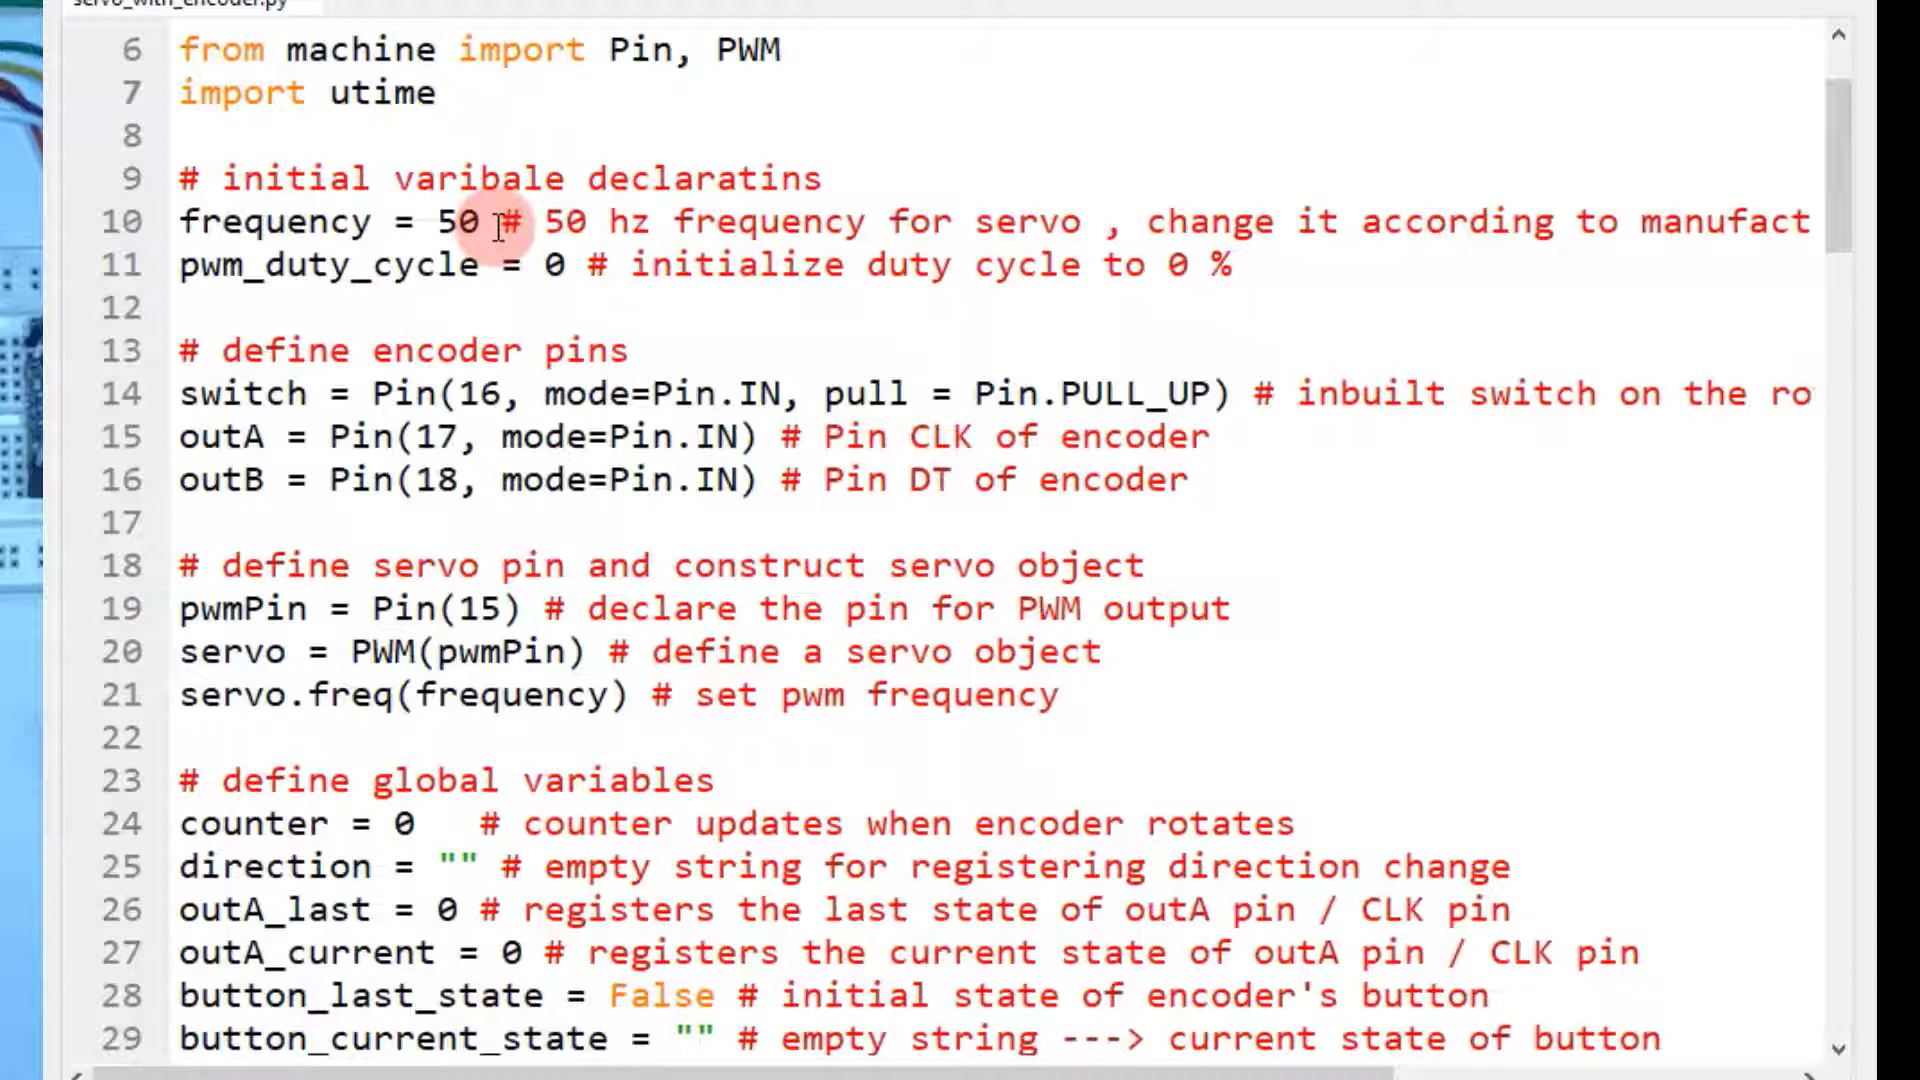 servo_with_encoder.py
6 from machine import Pin, PWM
7 import utime
8
9 # initial varibale declaratins
10 frequency = 50 # 50 hz frequency for servo , change it according to manufact
11 pwm_duty_cycle = 0 # initialize duty cycle to 0 %
12
13 # define encoder pins
14 switch = Pin(16, mode=Pin.IN, pull = Pin.PULL_UP) # inbuilt switch on the ro
15 outA = Pin(17, mode=Pin.IN) # Pin CLK of encoder
16 outB = Pin(18, mode=Pin.IN) # Pin DT of encoder
17
18 # define servo pin and construct servo object
19 pwmPin = Pin(15) # declare the pin for PWM output
20 servo = PWM(pwmPin) # define a servo object
21 servo.freq(frequency) # set pwm frequency
22
23 # define global variables
24 counter = 0   # counter updates when encoder rotates
25 direction = "" # empty string for registering direction change
26 outA_last = 0 # registers the last state of outA pin / CLK pin
27 outA_current = 0 # registers the current state of outA pin / CLK pin
28 button_last_state = False # initial state of encoder's button
29 button_current_state = "" # empty string ---> current state of button